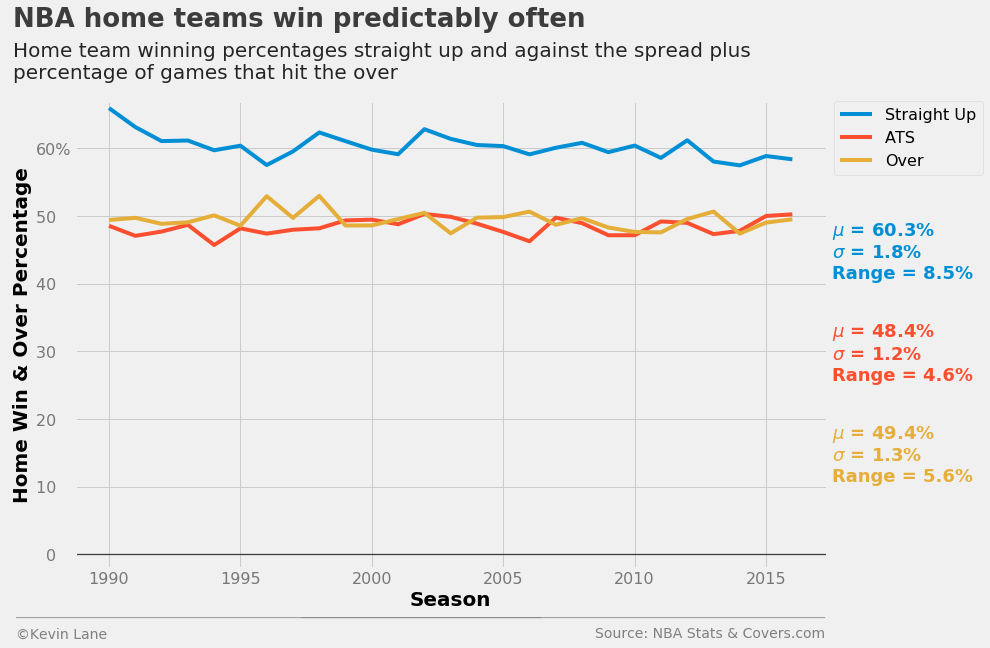 NBA home teams win predictably often
Home team winning percentages straight up and against the spread plus
percentage of games that hit the over
Straight Up
ATS
Over
Home Win & Over Percentage
60%
50
40
30
20
10
0
μ = 60.3%
σ = 1.8%
Range = 8.5%
μ = 48.4%
σ = 1.2%
Range = 4.6%
μ = 49.4%
σ = 1.3%
Range = 5.6%
1990 1995 2000 2005 2010 2015
Season
©Kevin Lane
Source: NBA Stats & Covers.com